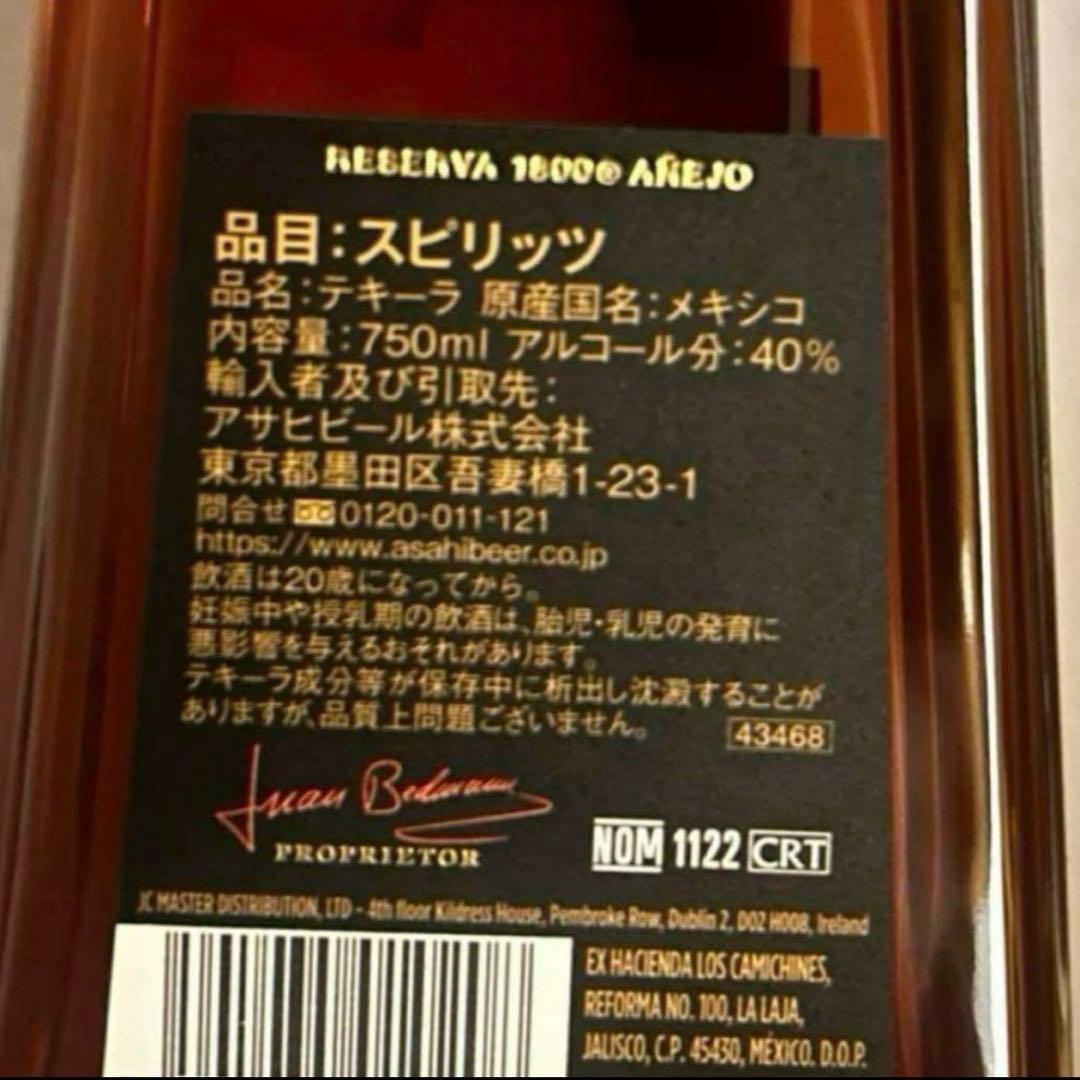 RESERVA 1800® AÑEJO
品目:スピリッツ
品名:テキーラ 原産国名:メキシコ
内容量:750ml アルコール分:40%
輸入者及び引取先:
アサヒビール株式会社
東京都墨田区吾妻橋1-23-1
問合せ 0120-011-121
https://www.asahibeer.co.jp
飲酒は20歳になってから。
妊娠中や授乳期の飲酒は、胎児・乳児の発育に
悪影響を与えるおそれがあります。
テキーラ成分等が保存中に析出し沈澱することが
ありますが、品質上問題ございません。
43468
Juan Beckmann
PROPRIETOR
NOM 1122 CRT
JC MASTER DISTRIBUTION, LTD - 4th floor Kildress House, Pembroke Row, Dublin 2, D02 H008, Ireland
EX HACIENDA LOS CAMICHINES,
REFORMA NO. 100, LA LAJA,
JALISCO, C.P. 45430, MÉXICO. D.O.P.